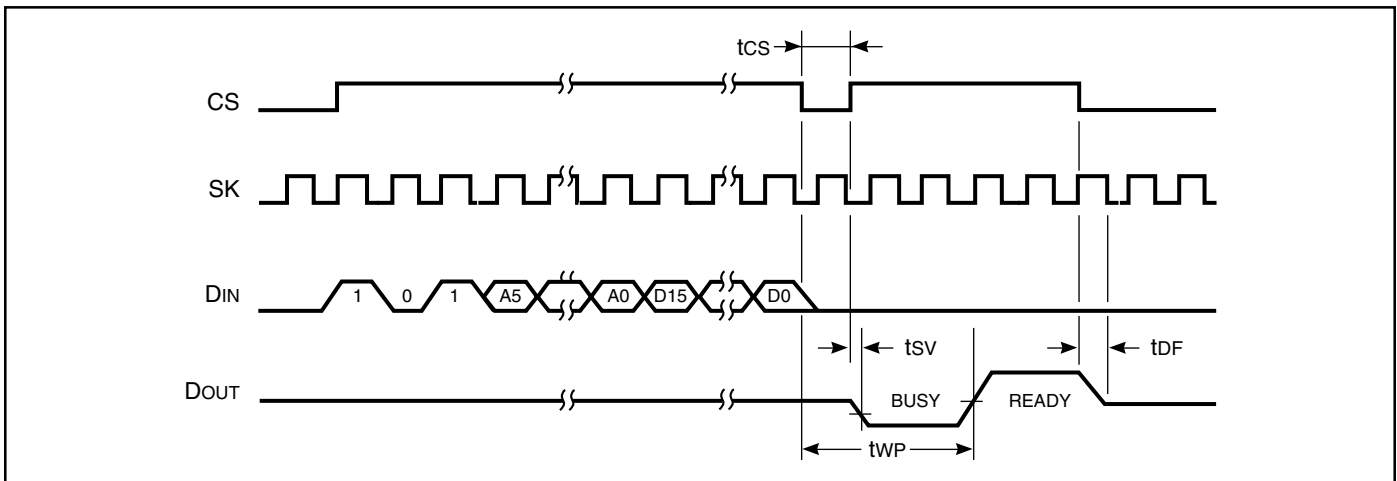 tCS
CS
SK
DIN 1 0 1 A5 A0 D15 D0
tSV tDF
DOUT BUSY READY
tWP